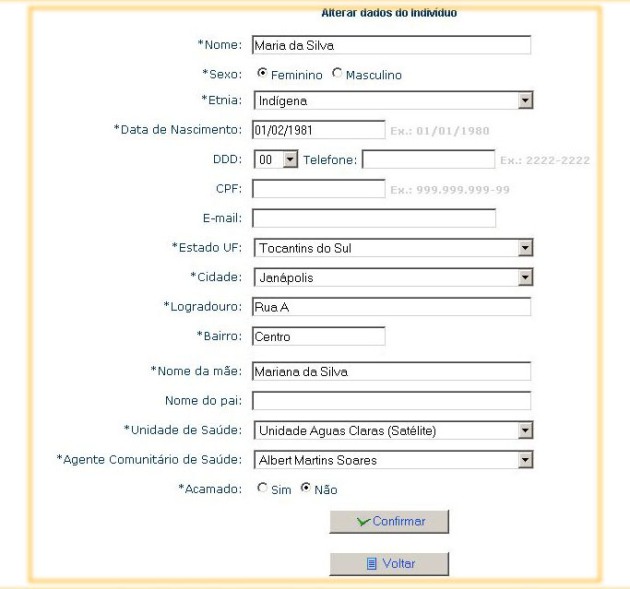 Alterar dados do Indivíduo
*Nome: Maria da Silva
*Sexo: Feminino Masculino
*Etnia: Indígena
*Data de Nascimento: 01/02/1981 Ex.: 01/01/1980
DDD: 00 Telefone: Ex.: 2222-2222
CPF: Ex.: 999.999.999-99
E-mail:
*Estado UF: Tocantins do Sul
*Cidade: Janápolis
*Logradouro: Rua A
*Bairro: Centro
*Nome da mãe: Mariana da Silva
Nome do pai:
*Unidade de Saúde: Unidade Aguas Claras (Satélite)
*Agente Comunitário de Saúde: Albert Martins Soares
*Acamado: Sim Não
Confirmar
Voltar